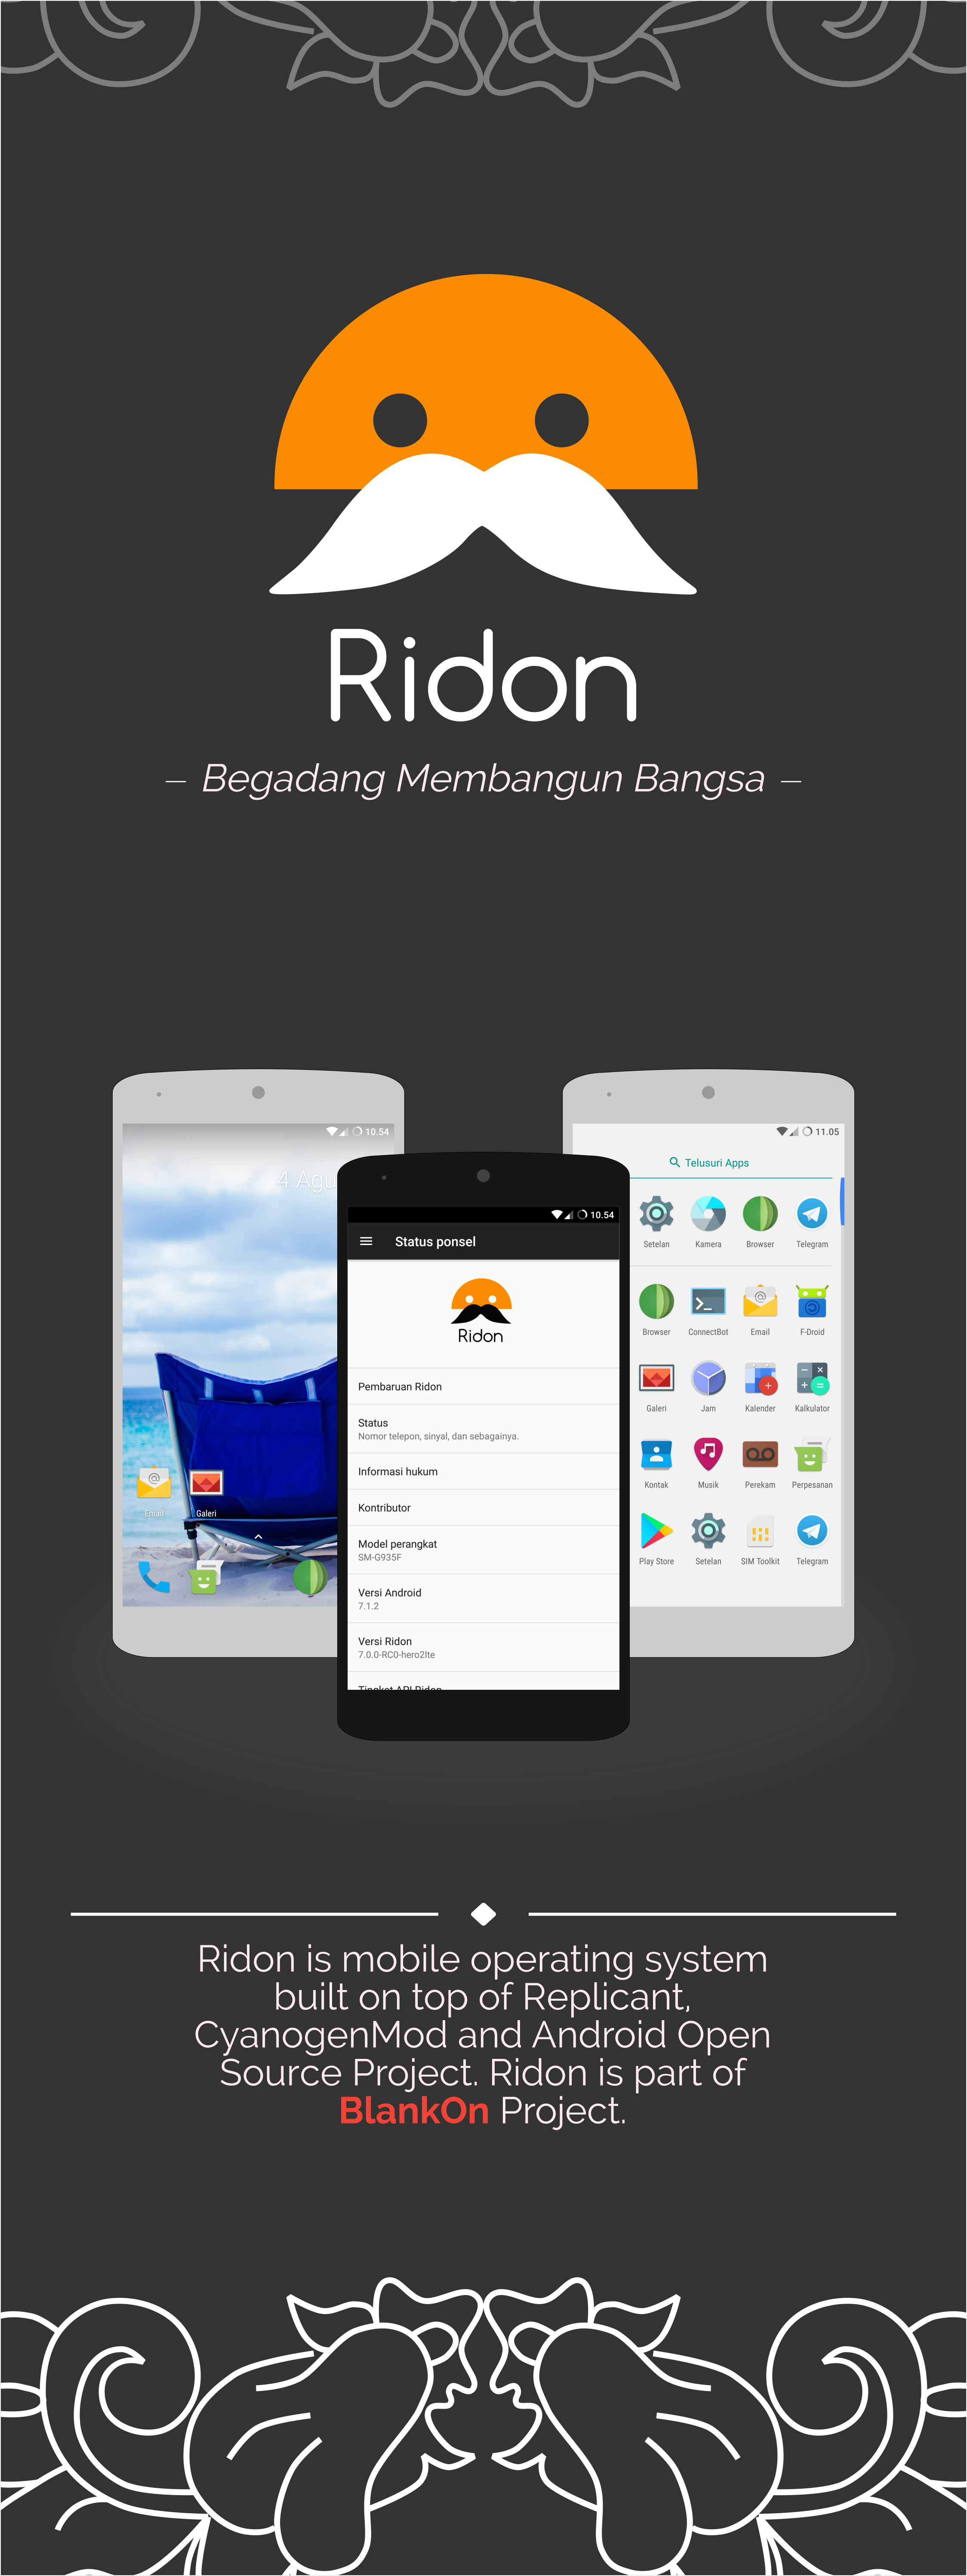 Ridon
— Begadang Membangun Bangsa —
10.54
4 Agu
Email
Galeri
10.54
Status ponsel
Ridon
Pembaruan Ridon
Status
Nomor telepon, sinyal, dan sebagainya.
Informasi hukum
Kontributor
Model perangkat
SM-G935F
Versi Android
7.1.2
Versi Ridon
7.0.0-RC0-hero2lte
Tingkat API Ridon
11.05
Telusuri Apps
Setelan Kamera Browser Telegram
Browser ConnectBot Email F-Droid
Galeri Jam Kalender Kalkulator
Kontak Musik Perekam Perpesanan
Play Store Setelan SIM Toolkit Telegram
Ridon is mobile operating system
built on top of Replicant,
CyanogenMod and Android Open
Source Project. Ridon is part of
BlankOn Project.